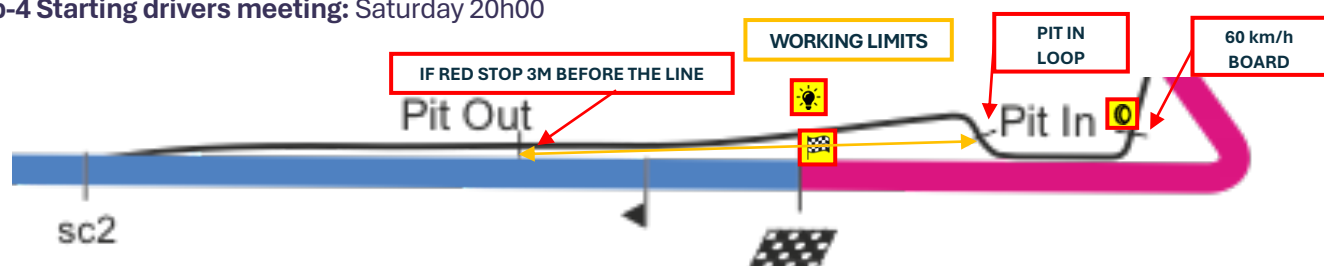 -4 Starting drivers meeting: Saturday 20h00
WORKING LIMITS
PIT IN
LOOP
60 km/h
BOARD
IF RED STOP 3M BEFORE THE LINE
Pit Out
Pit In
sc2